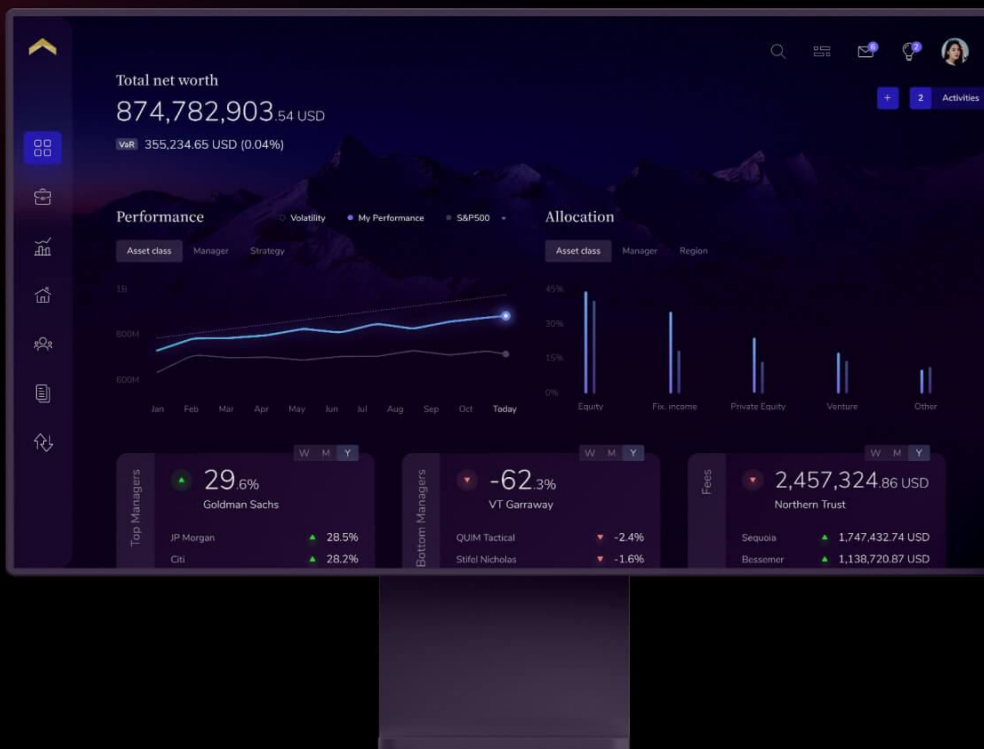 6
2
Total net worth
874,782,903.54 USD
VaR 355,234.65 USD (0.04%)
+ 2 Activities
Performance
Volatility My Performance S&P500
Asset class Manager Strategy
1B
800M
600M
Jan Feb Mar Apr May Jun Jul Aug Sep Oct Today
Allocation
Asset class Manager Region
45%
30%
15%
0%
Equity Fix. income Private Equity Venture Other
W M Y
Top Managers
29.6%
Goldman Sachs
JP Morgan 28.5%
Citi 28.2%
W M Y
Bottom Managers
-62.3%
VT Garraway
QUIM Tactical -2.4%
Stifel Nicholas -1.6%
W M Y
Fees
2,457,324.86 USD
Northern Trust
Sequoia 1,747,432.74 USD
Bessemer 1,138,720.87 USD